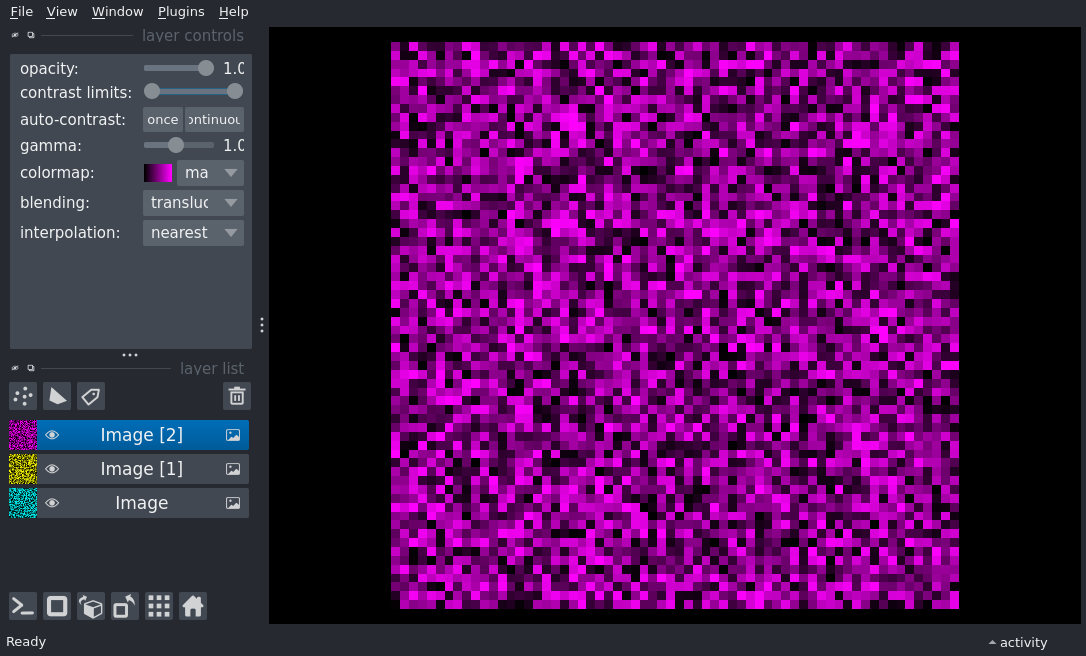 File View Window Plugins Help
layer controls
opacity: 1.0
contrast limits:
auto-contrast: once ontinuou
gamma: 1.0
colormap: ma
blending: transluc
interpolation: nearest
layer list
Image [2]
Image [1]
Image
Ready
activity